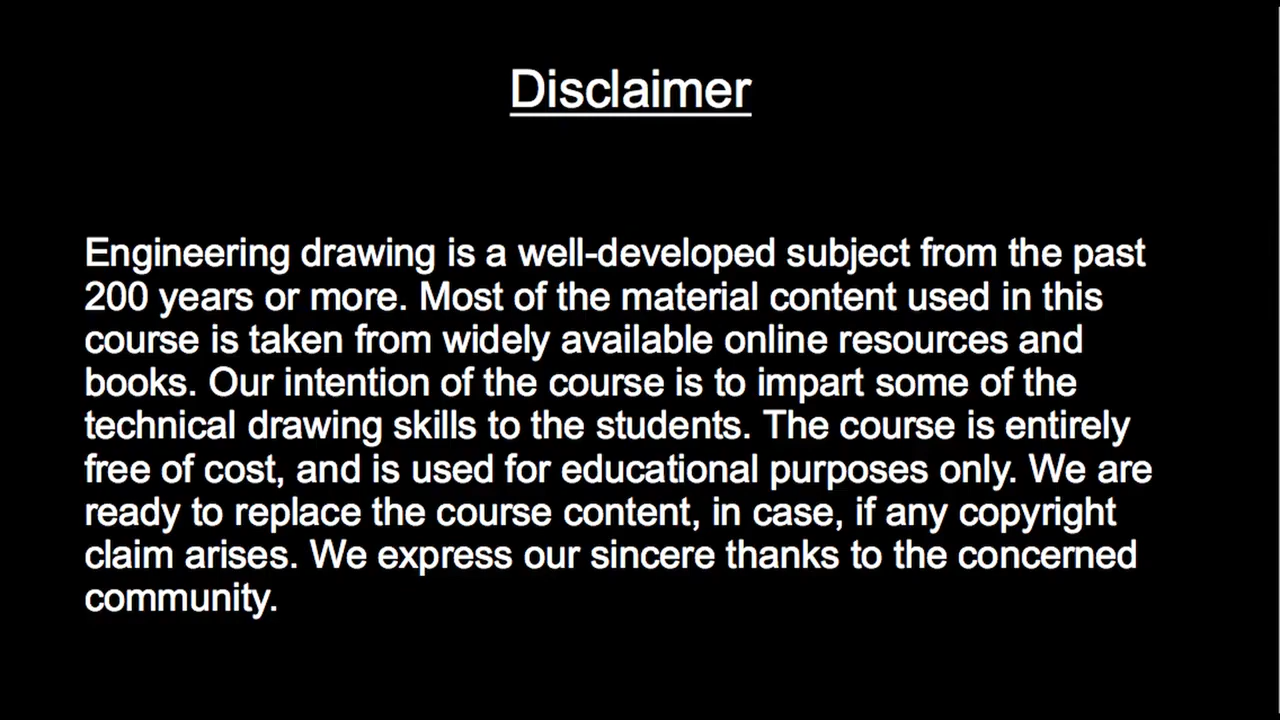 Disclaimer
Engineering drawing is a well-developed subject from the past
200 years or more. Most of the material content used in this
course is taken from widely available online resources and
books. Our intention of the course is to impart some of the
technical drawing skills to the students. The course is entirely
free of cost, and is used for educational purposes only. We are
ready to replace the course content, in case, if any copyright
claim arises. We express our sincere thanks to the concerned
community.